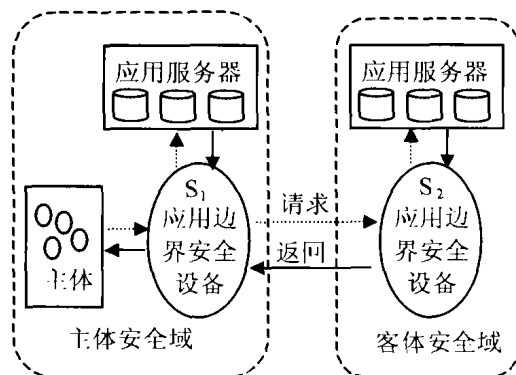 应用服务器
应用服务器
S1
应用边
界安全
设备
主体
请求
返回
S2
应用边
界安全
设备
主体安全域
客体安全域